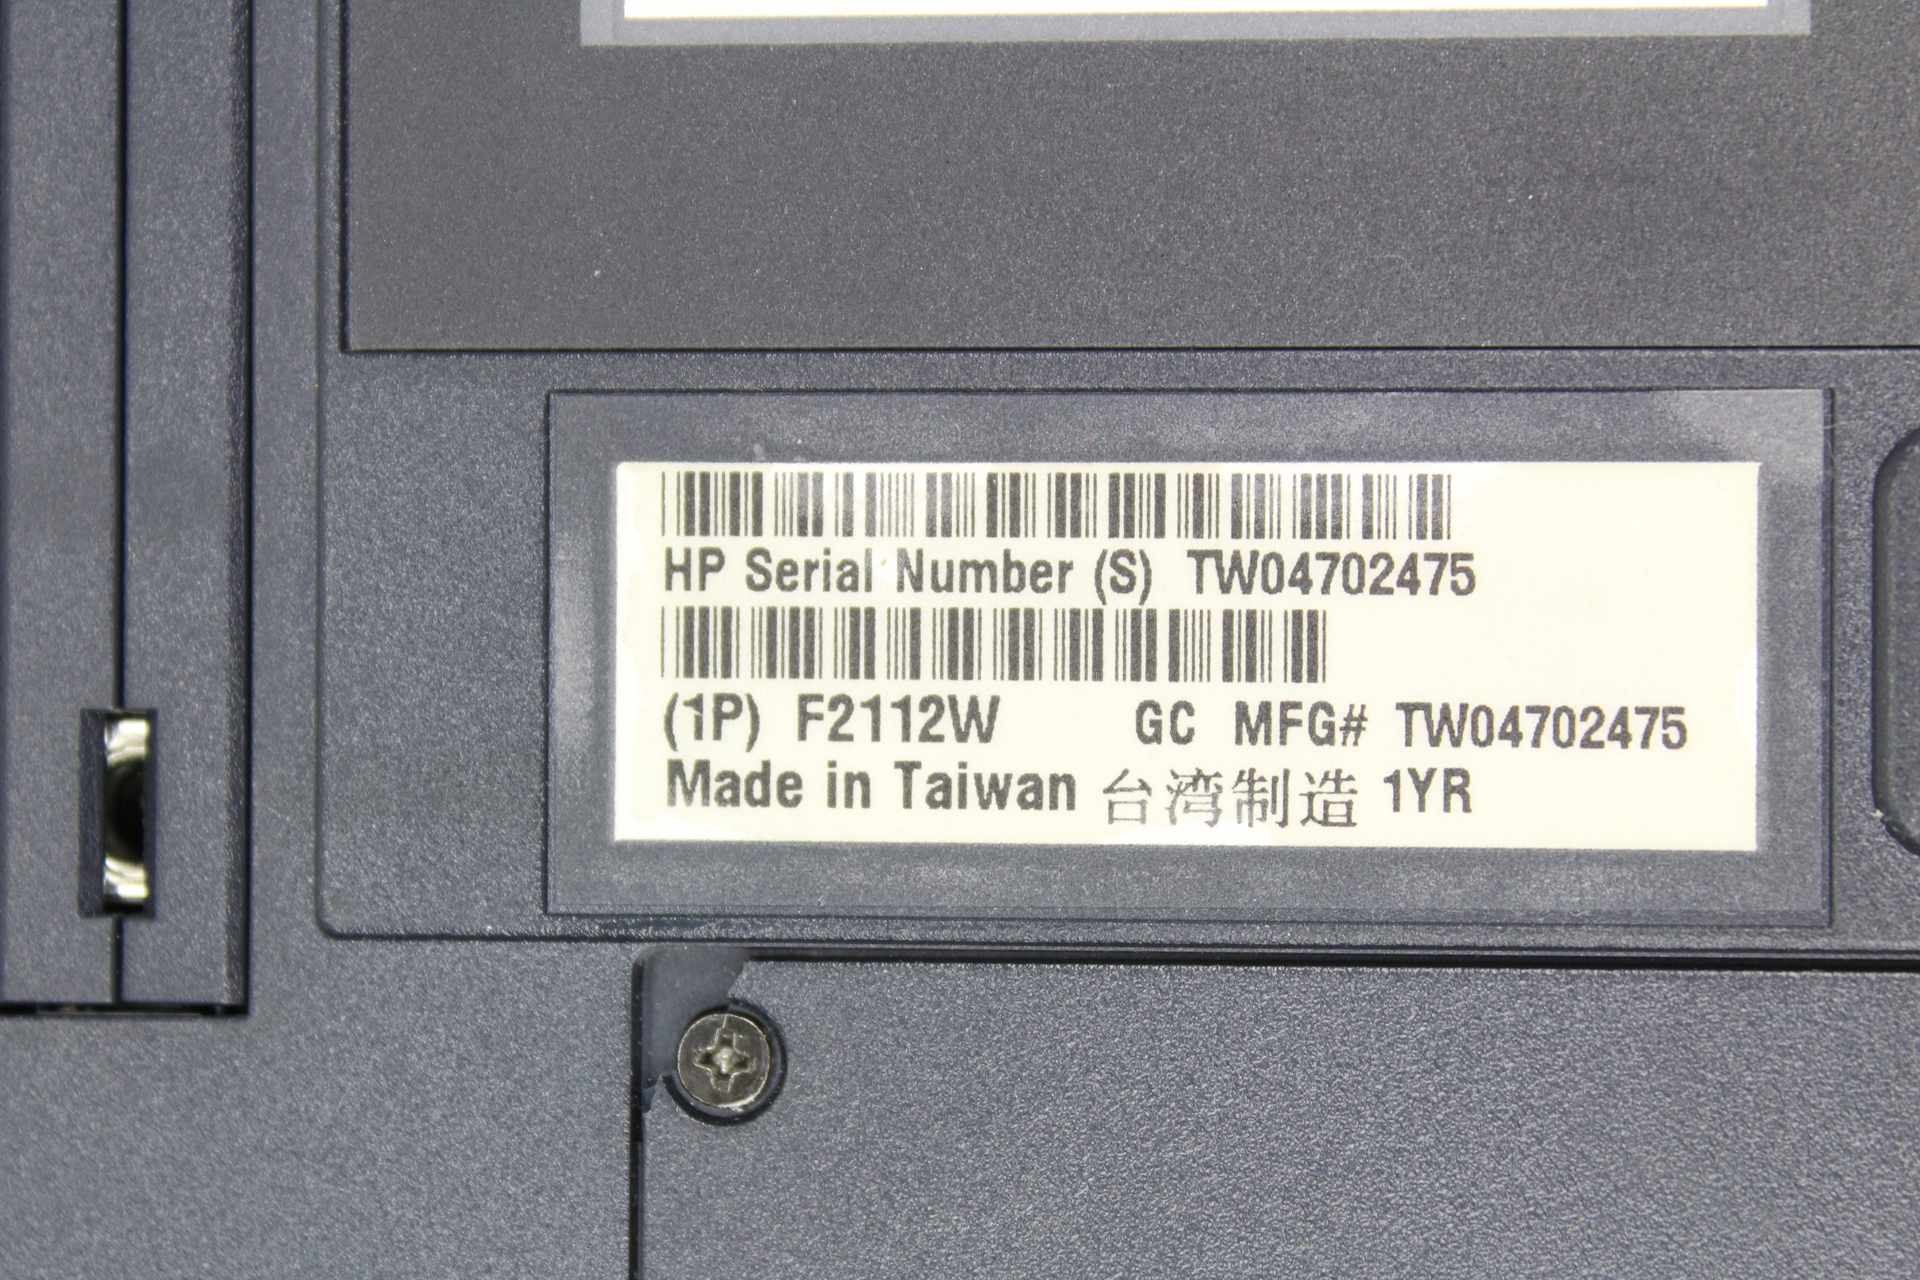 HP Serial Number (S) TW04702475
(1P) F2112W GC MFG# TW04702475
Made in Taiwan 台湾制造 1YR